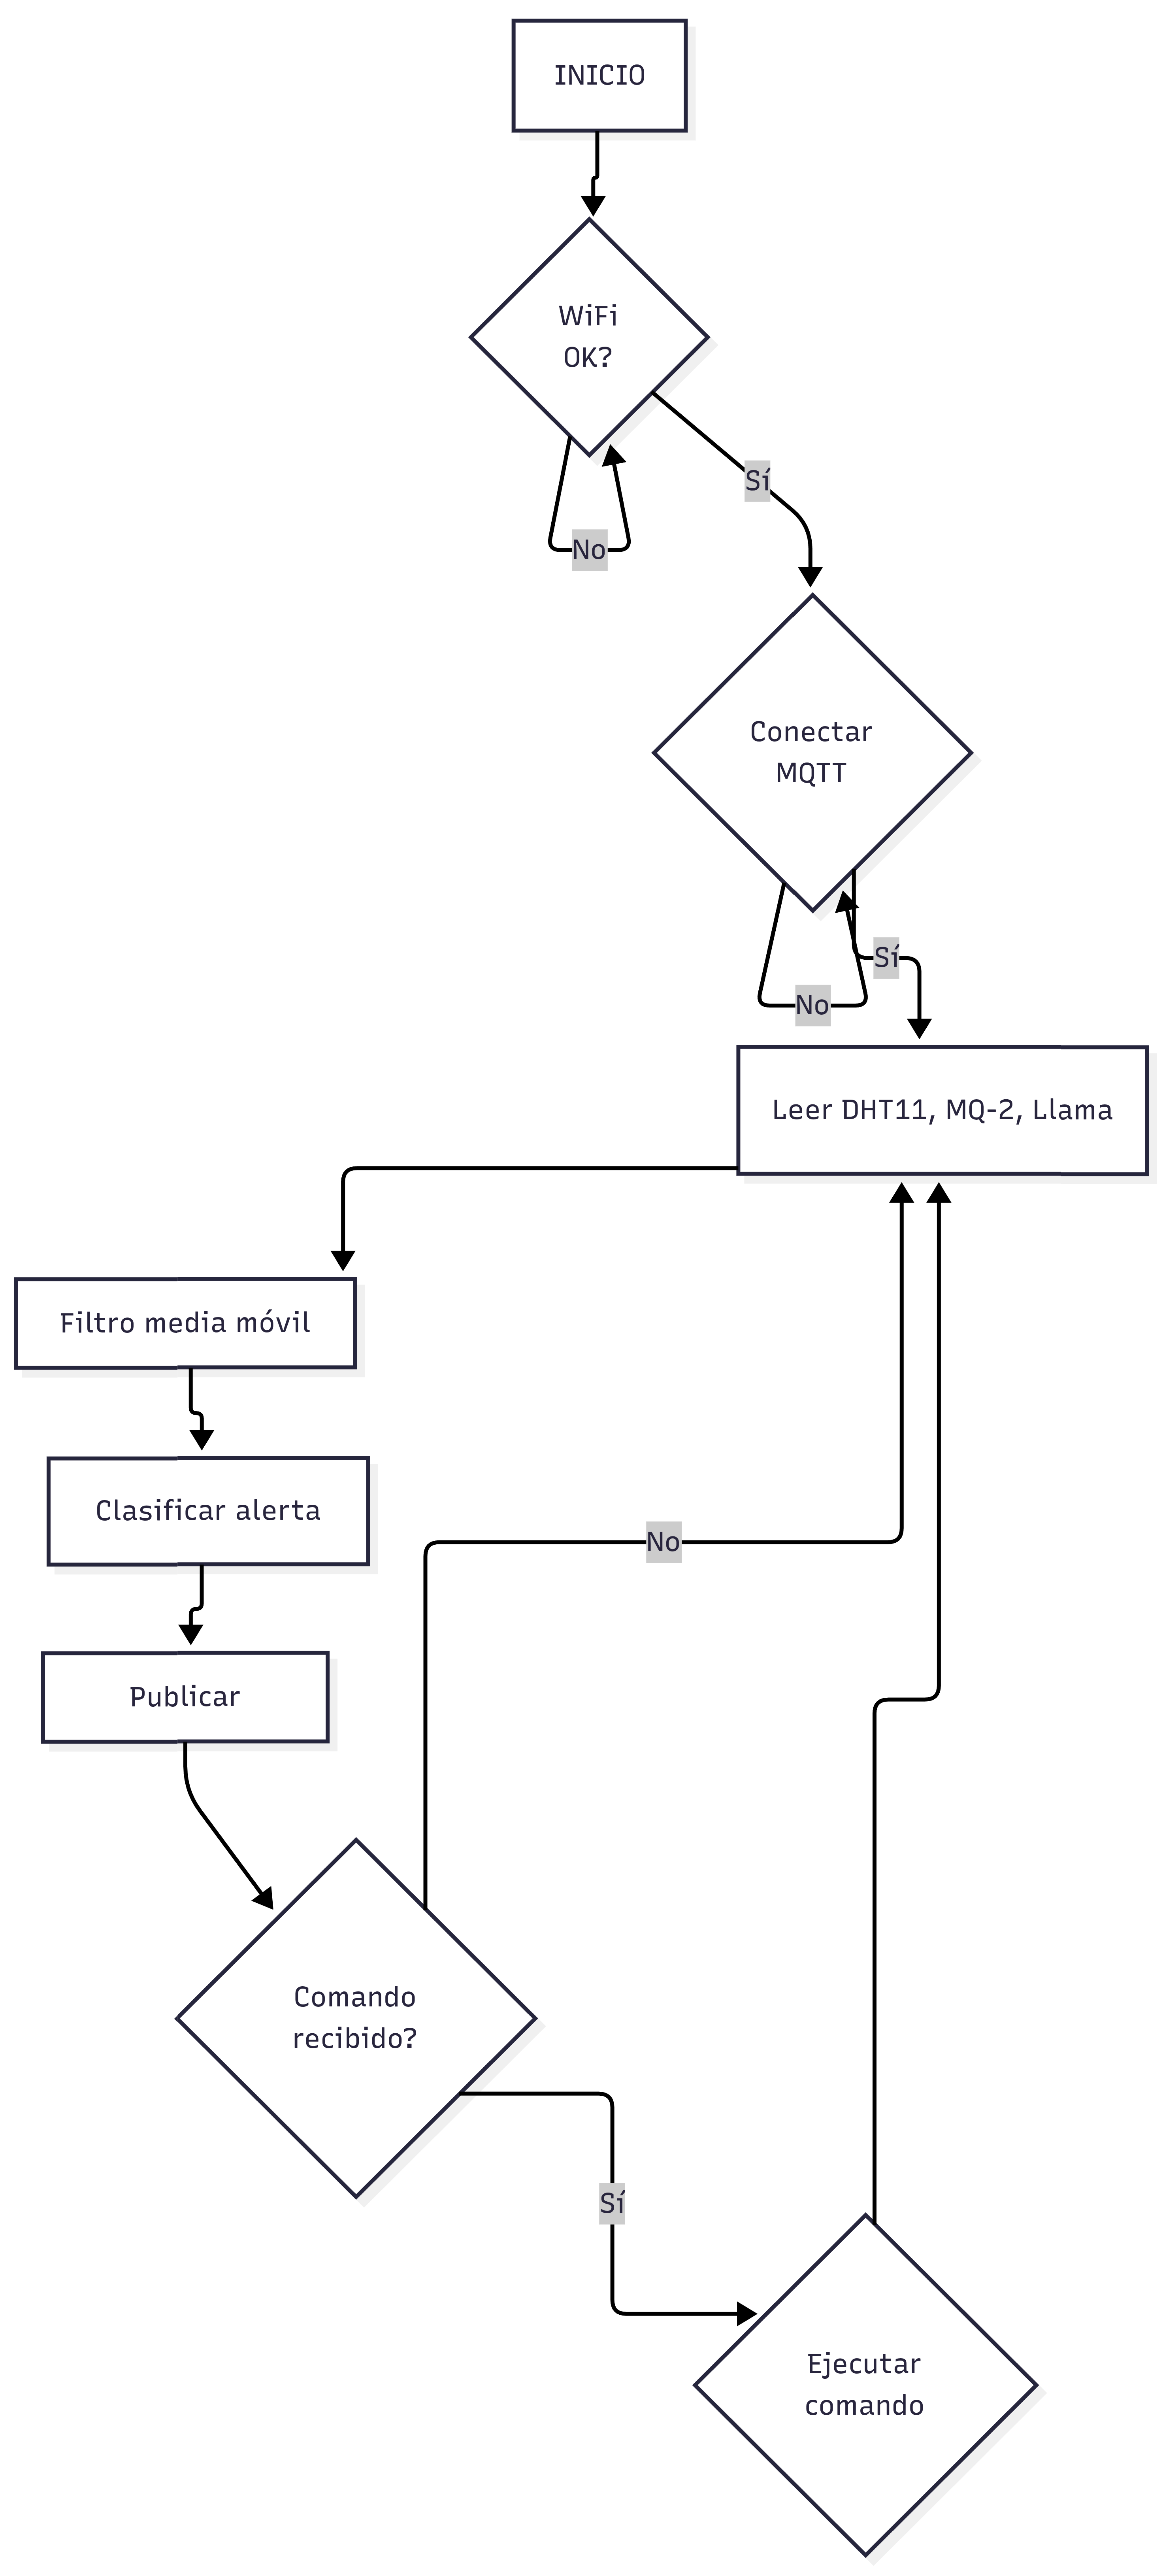 INICIO
WiFi
OK?
Sí
No
Conectar
MQTT
Sí
No
Leer DHT11, MQ-2, Llama
Filtro media móvil
Clasificar alerta
No
Publicar
Comando
recibido?
Sí
Ejecutar
comando